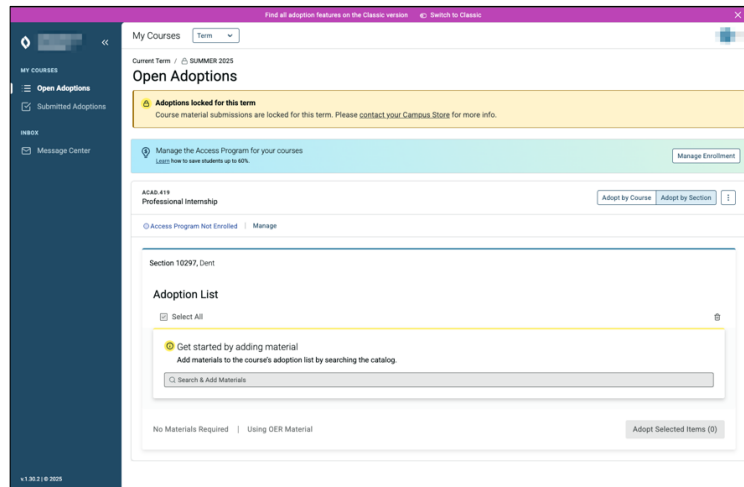 Find all adoption features on the Classic version Switch to Classic
My Courses Term
MY COURSES
Open Adoptions
Submitted Adoptions
INBOX
Message Center
v.1.30.2 | © 2025
Current Term / SUMMER 2025
Open Adoptions
Adoptions locked for this term
Course material submissions are locked for this term. Please contact your Campus Store for more info.
Manage the Access Program for your courses
Learn how to save students up to 60%.
Manage Enrollment
ACAD.419
Professional Internship
Adopt by Course Adopt by Section
Access Program Not Enrolled | Manage
Section 10297, Dent
Adoption List
Select All
Get started by adding material
Add materials to the course's adoption list by searching the catalog.
Search & Add Materials
No Materials Required | Using OER Material
Adopt Selected Items (0)